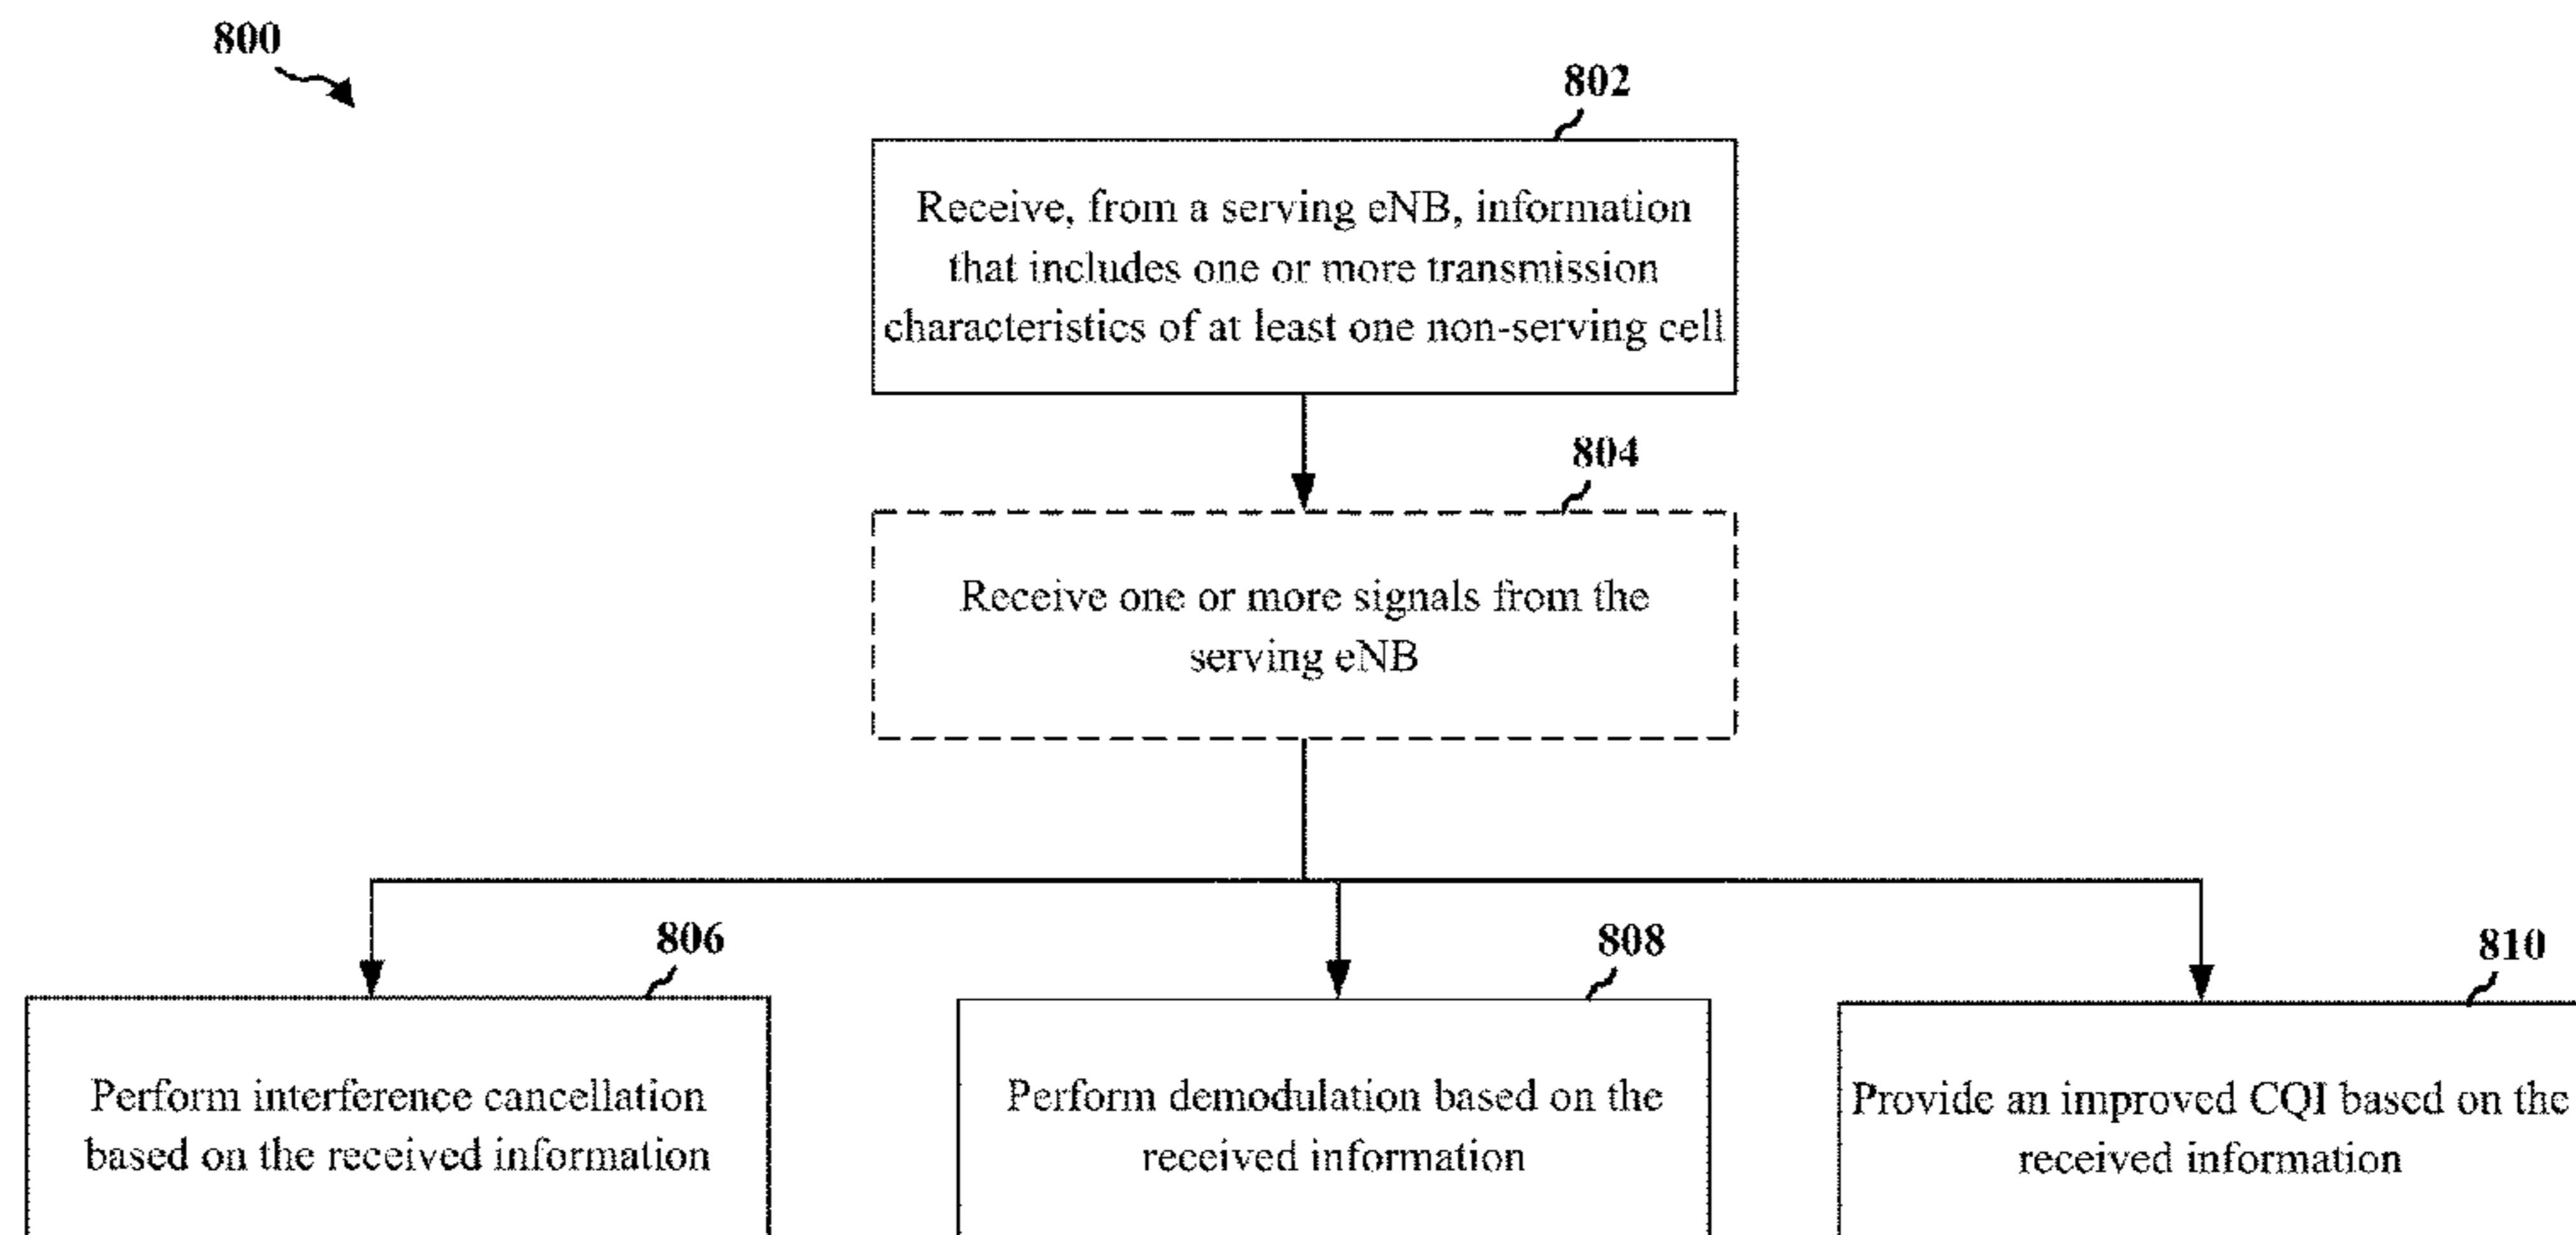 800
802
Receive, from a serving eNB, information
that includes one or more transmission
characteristics of at least one non-serving cell
804
Receive one or more signals from the
serving eNB
806
Perform interference cancellation
based on the received information
808
Perform demodulation based on the
received information
810
Provide an improved CQI based on the
received information